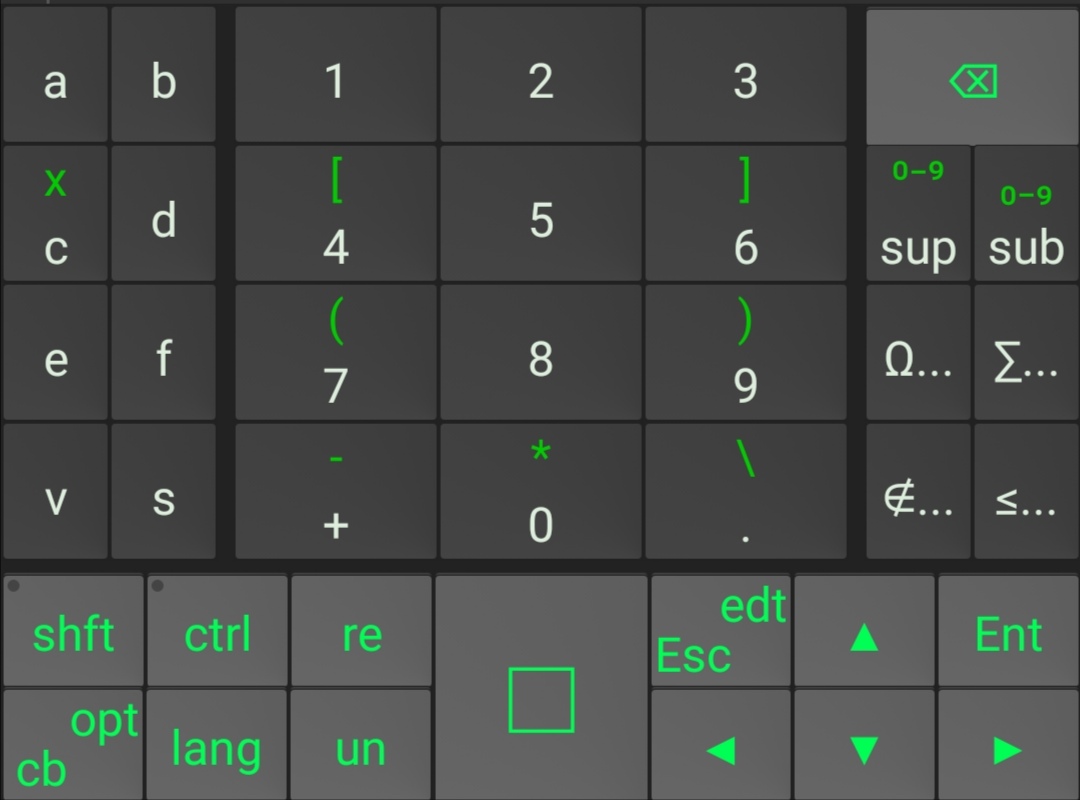 a b 1 2 3
x [ ] 0–9 0–9
c d 4 5 6 sup sub
( )
e f 7 8 9 Ω... ∑...
- * \
v s + 0 . ∉... ≤...
shft ctrl re Esc edt ▲ Ent
cb opt lang un ◀ ▼ ▶